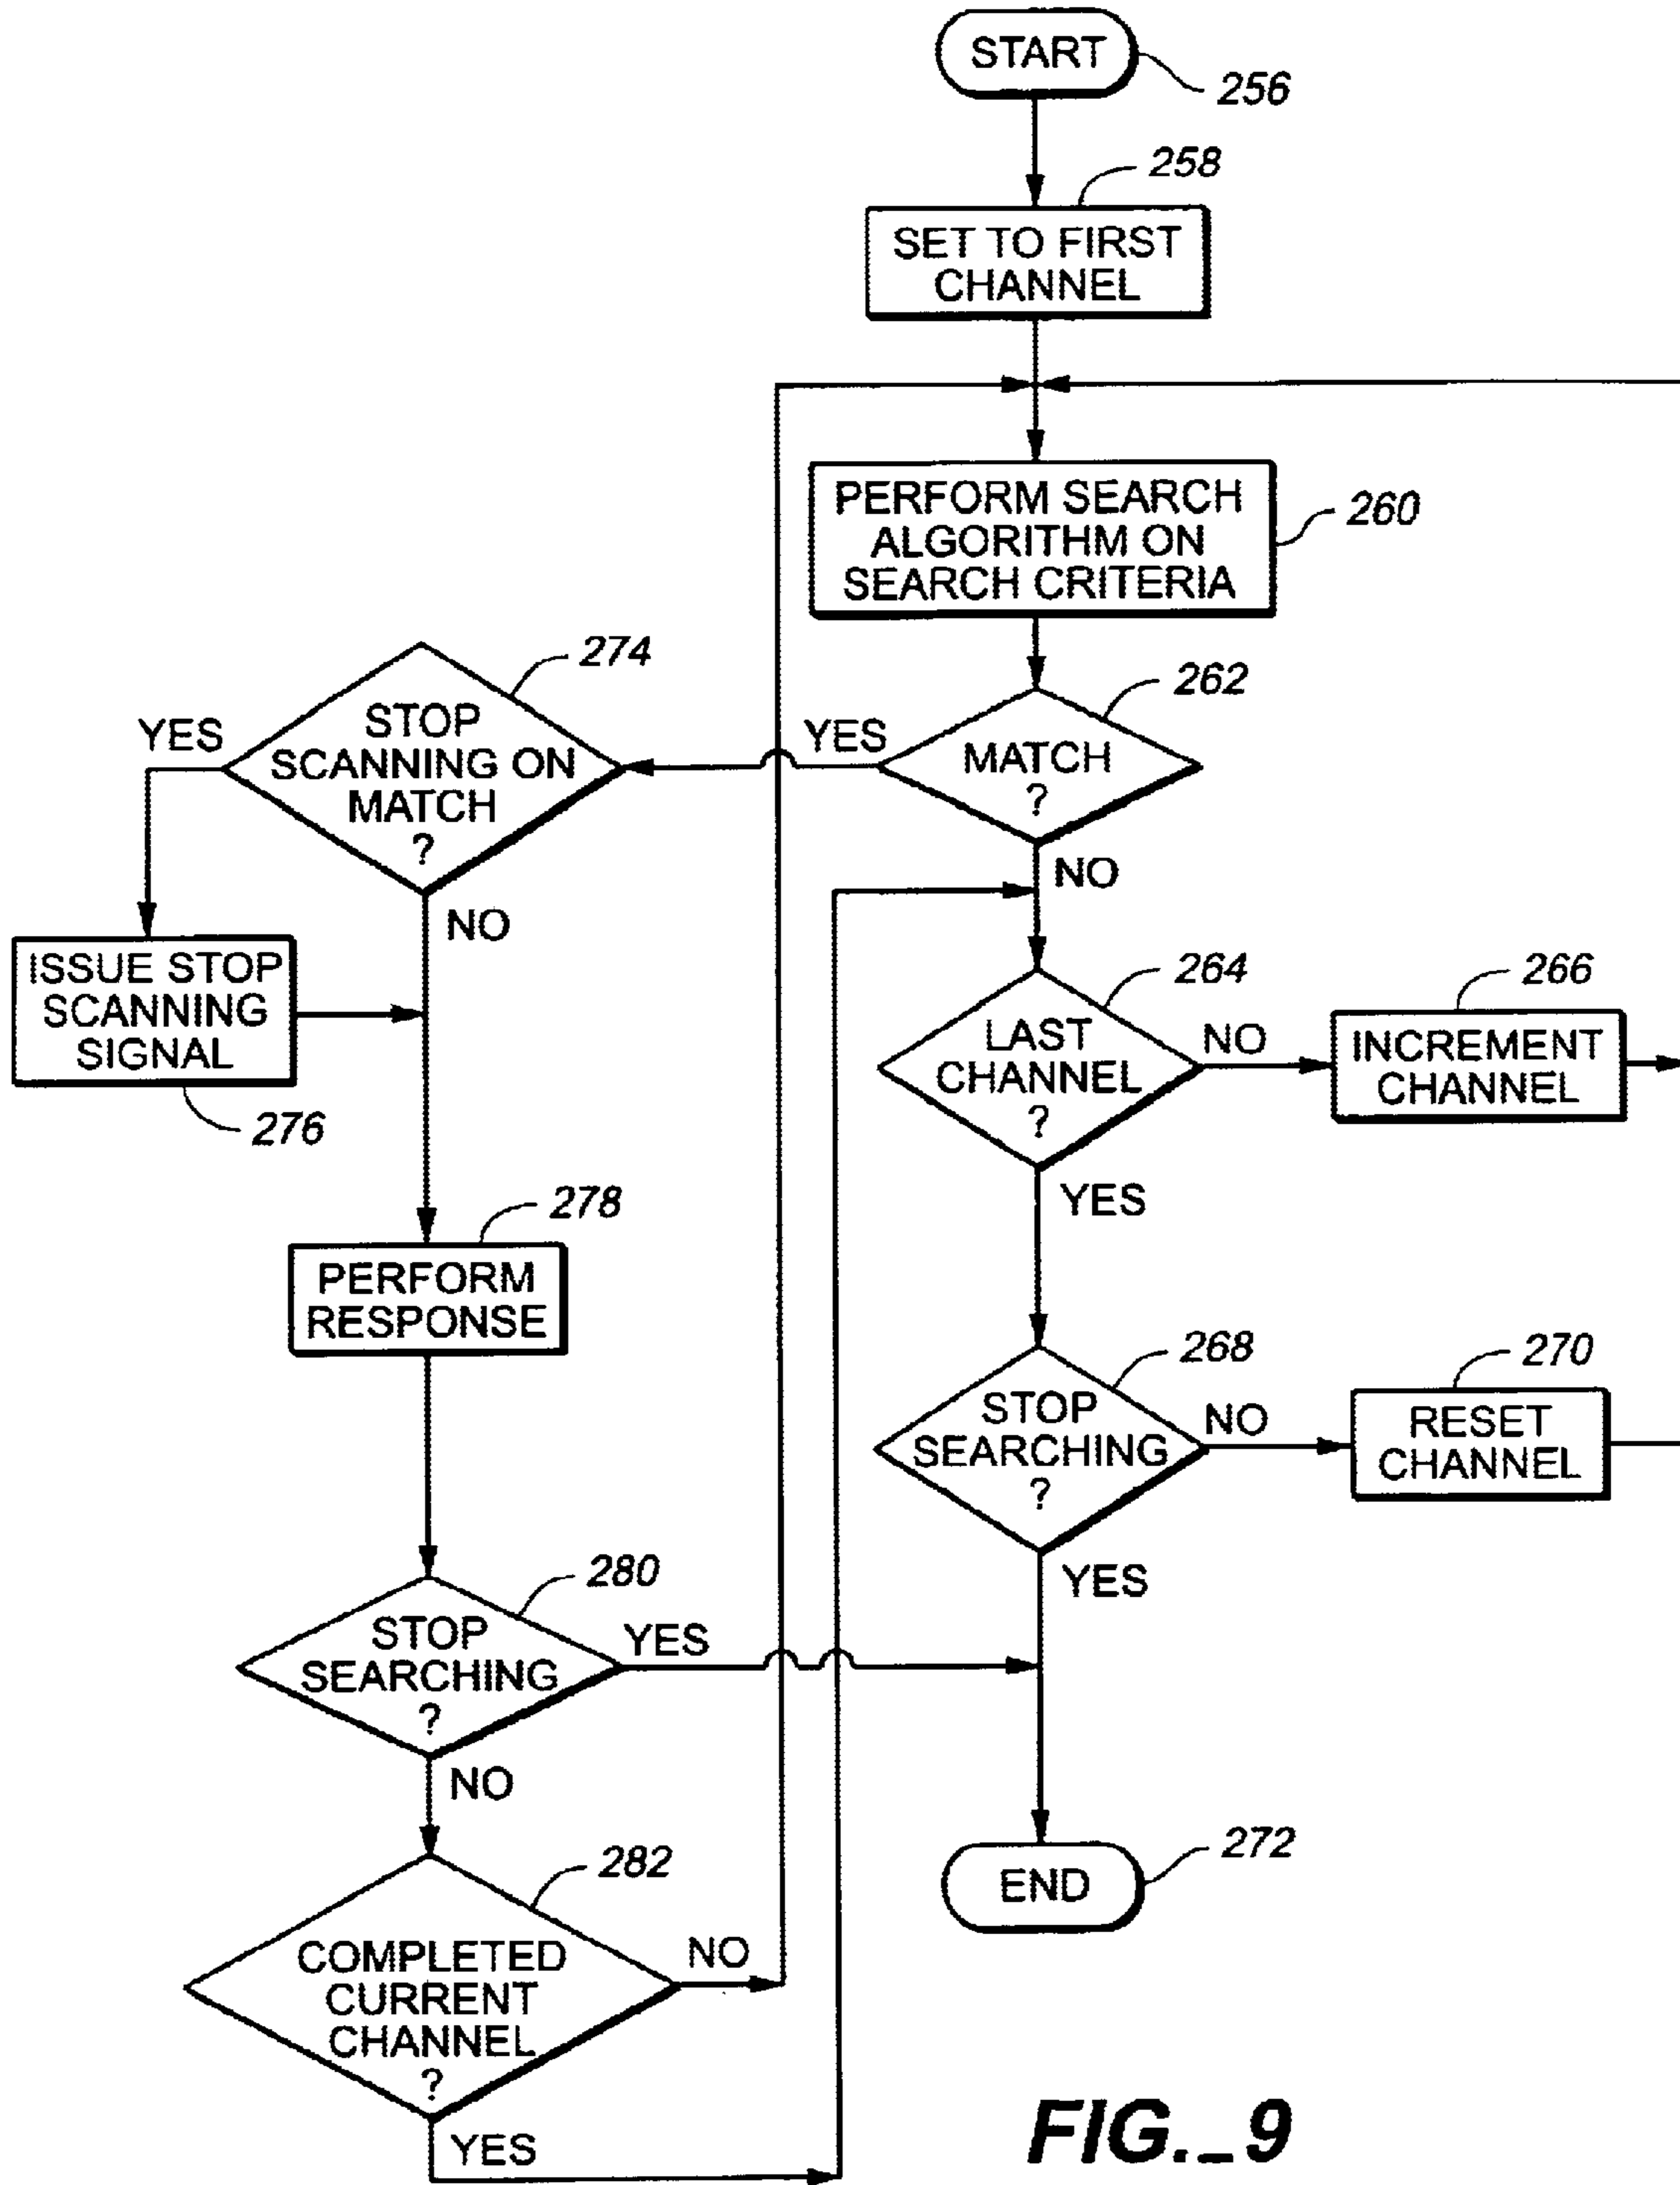 START
256
258
SET TO FIRST
CHANNEL
PERFORM SEARCH
ALGORITHM ON
SEARCH CRITERIA
260
262
MATCH
?
YES
NO
274
STOP
SCANNING ON
MATCH
?
YES
NO
ISSUE STOP
SCANNING
SIGNAL
276
264
LAST
CHANNEL
?
NO
YES
266
INCREMENT
CHANNEL
278
PERFORM
RESPONSE
268
STOP
SEARCHING
?
NO
YES
270
RESET
CHANNEL
280
STOP
SEARCHING
?
YES
NO
282
COMPLETED
CURRENT
CHANNEL
?
NO
YES
END
272
FIG._9